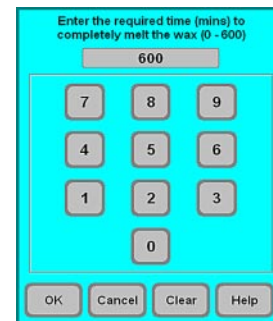 Enter the required time (mins) to
completely melt the wax (0 - 600)
600
7 8 9
4 5 6
1 2 3
0
OK Cancel Clear Help